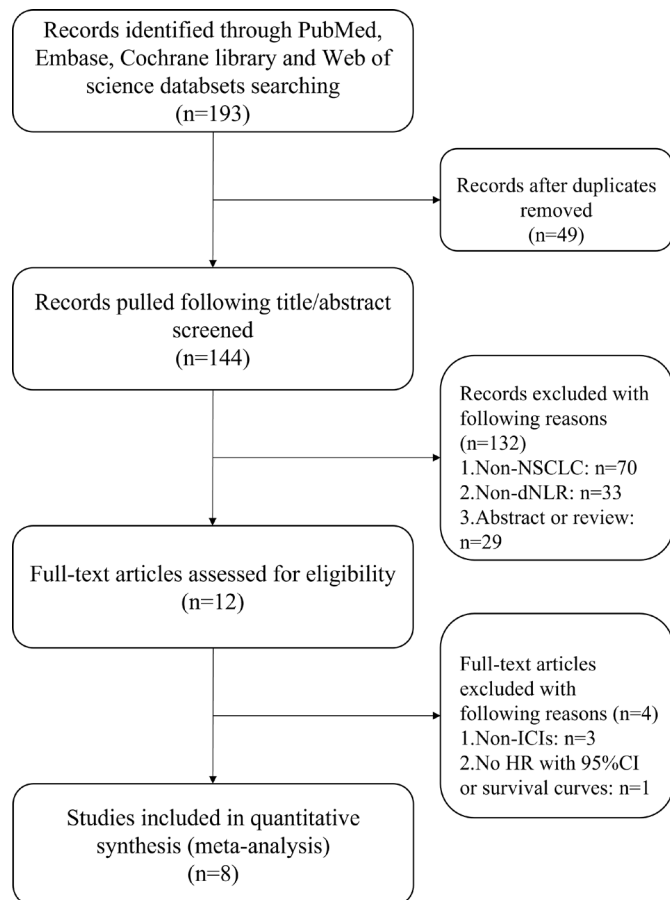 Records identified through PubMed,
Embase, Cochrane library and Web of
science databsets searching
(n=193)
Records after duplicates
removed
(n=49)
Records pulled following title/abstract
screened
(n=144)
Records excluded with
following reasons
(n=132)
1.Non-NSCLC: n=70
2.Non-dNLR: n=33
3.Abstract or review:
n=29
Full-text articles assessed for eligibility
(n=12)
Full-text articles
excluded with
following reasons (n=4)
1.Non-ICIs: n=3
2.No HR with 95%CI
or survival curves: n=1
Studies included in quantitative
synthesis (meta-analysis)
(n=8)